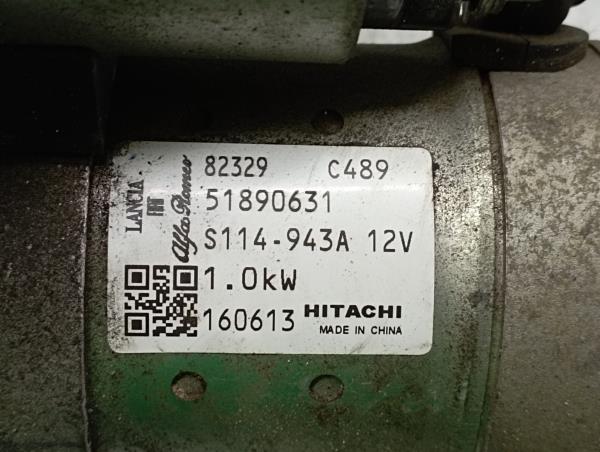 82329 C489
LANCIA
FIAT
Alfa Romeo
51890631
S114-943A 12V
1.0kW
160613 HITACHI
MADE IN CHINA